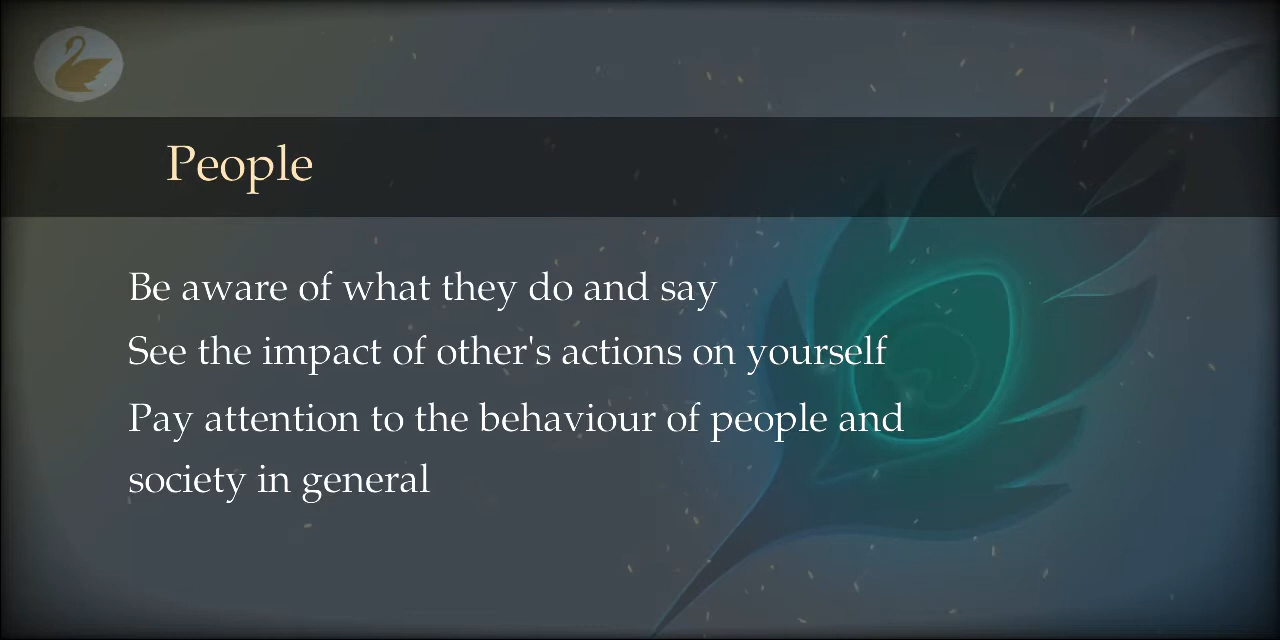 People
Be aware of what they do and say
See the impact of other's actions on yourself
Pay attention to the behaviour of people and
society in general